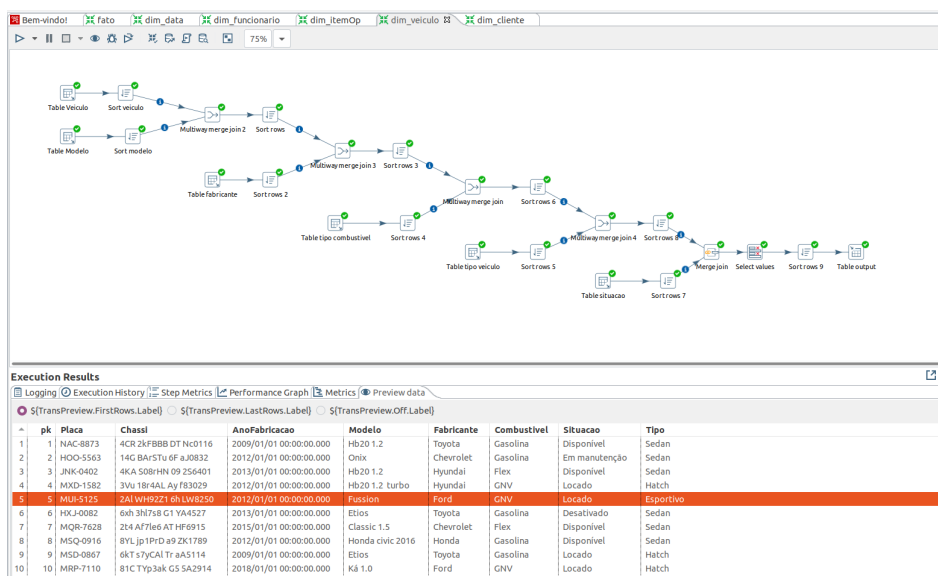 Bem-vindo! fato dim_data dim_funcionario dim_itemOp dim_veiculo dim_cliente
75%
Table Veiculo Sort veiculo
Multiway merge join 2 Sort rows
Table Modelo Sort modelo
Multiway merge join 3 Sort rows 3
Table fabricante Sort rows 2
Multiway merge join Sort rows 6
Table tipo combustivel Sort rows 4
Multiway merge join 4 Sort rows 8
Table tipo veiculo Sort rows 5
Merge join Select values Sort rows 9 Table output
Table situacao Sort rows 7
Execution Results
Logging Execution History Step Metrics Performance Graph Metrics Preview data
${TransPreview.FirstRows.Label} ${TransPreview.LastRows.Label} ${TransPreview.Off.Label}
pk Placa Chassi AnoFabricacao Modelo Fabricante Combustivel Situacao Tipo
1 1 NAC-8873 4CR 2kFBBB DT Nc0116 2009/01/01 00:00:00.000 Hb20 1.2 Toyota Gasolina Disponivel Sedan
2 2 HOO-5563 14G BArSTu 6F aJ0832 2012/01/01 00:00:00.000 Onix Chevrolet Gasolina Em manutenção Sedan
3 3 JNK-0402 4KA S08rHN 09 2S6401 2013/01/01 00:00:00.000 Hb20 1.2 Hyundai Flex Disponivel Sedan
4 4 MXD-1582 3Vu 18r4AL Ay f83029 2012/01/01 00:00:00.000 Hb20 1.2 turbo Hyundai GNV Locado Hatch
5 5 MUI-5125 2Al WH9ZZ1 6h LW8250 2012/01/01 00:00:00.000 Fussion Ford GNV Locado Esportivo
6 6 HXJ-0082 6xh 3hl7s8 G1 YA4527 2013/01/01 00:00:00.000 Etios Toyota Gasolina Desativado Sedan
7 7 MQR-7628 2t4 Af7le6 AT HF6915 2015/01/01 00:00:00.000 Classic 1.5 Chevrolet Flex Disponivel Sedan
8 8 MSQ-0916 8YL jp1PrD a9 ZK1789 2012/01/01 00:00:00.000 Honda civic 2016 Honda Gasolina Disponivel Sedan
9 9 MSD-0867 6kT s7yCAl Tr aA5114 2009/01/01 00:00:00.000 Etios Toyota Gasolina Locado Hatch
10 10 MRP-7110 81C TYp3ak G5 5A2914 2018/01/01 00:00:00.000 Ká 1.0 Ford GNV Locado Hatch